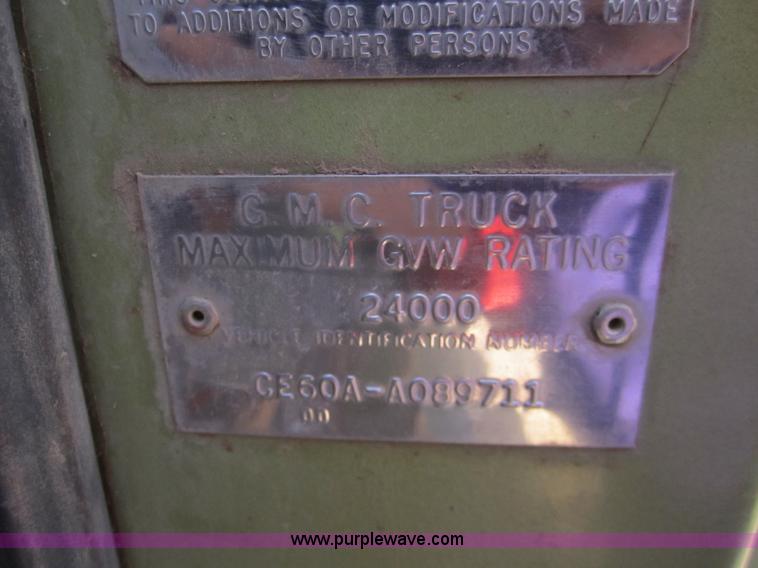 TO ADDITIONS OR MODIFICATIONS MADE
BY OTHER PERSONS
G.M.C. TRUCK
MAXIMUM GVW RATING
24000
VEHICLE IDENTIFICATION NUMBER
CE60A-A089711
00
www.purplewave.com